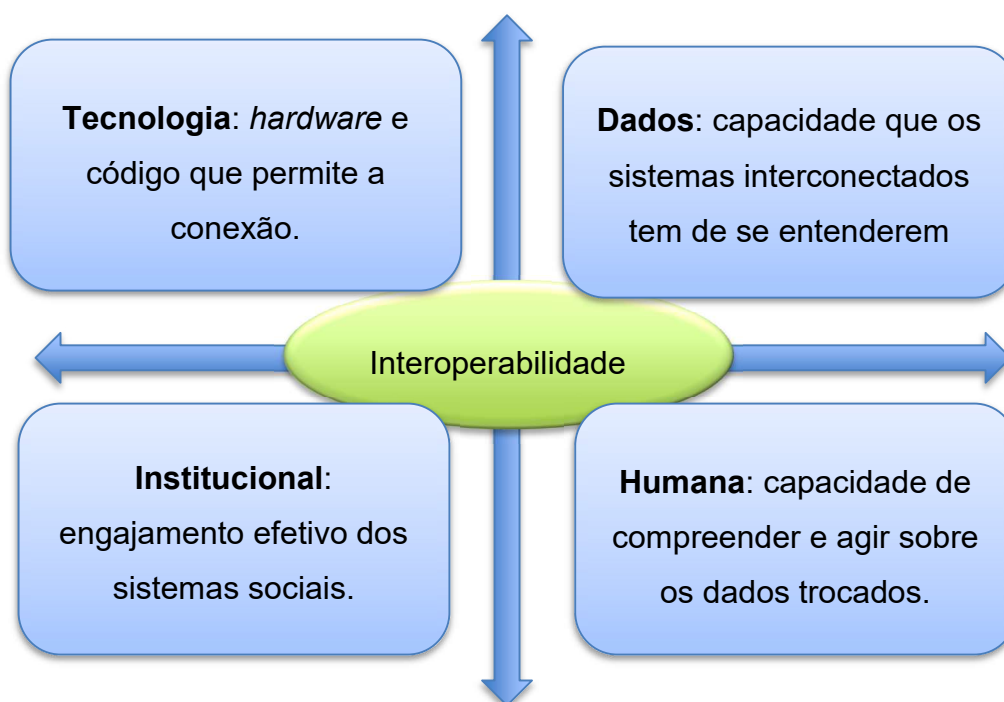 Tecnologia: hardware e
código que permite a
conexão.
Dados: capacidade que os
sistemas interconectados
tem de se entenderem
Interoperabilidade
Institucional:
engajamento efetivo dos
sistemas sociais.
Humana: capacidade de
compreender e agir sobre
os dados trocados.